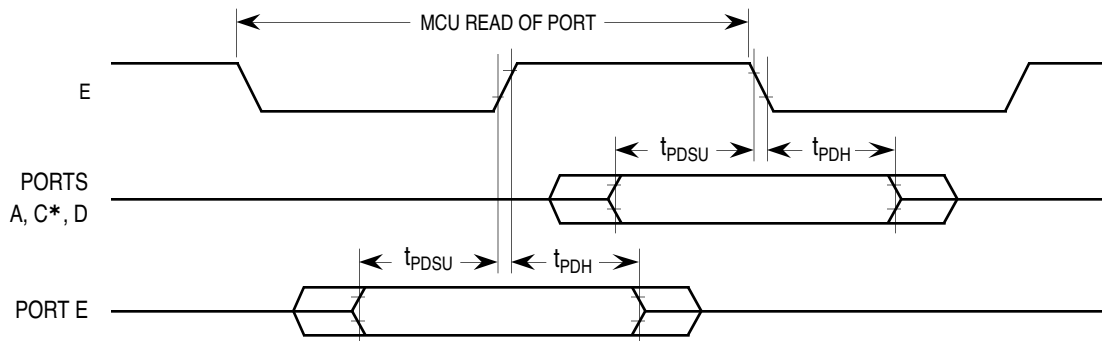 MCU READ OF PORT
E
tPDSU
tPDH
PORTS
A, C*, D
tPDSU
tPDH
PORT E